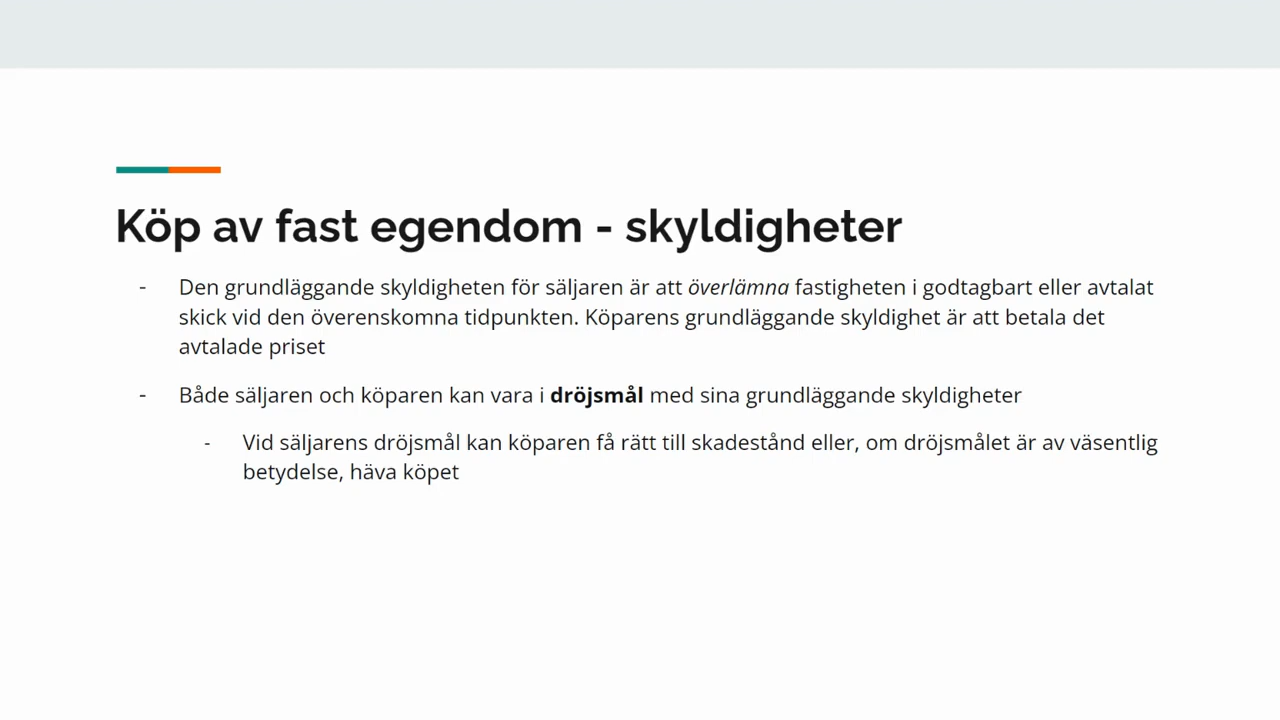 Köp av fast egendom - skyldigheter
- Den grundläggande skyldigheten för säljaren är att överlämna fastigheten i godtagbart eller avtalat
skick vid den överenskomna tidpunkten. Köparens grundläggande skyldighet är att betala det
avtalade priset
- Både säljaren och köparen kan vara i dröjsmål med sina grundläggande skyldigheter
- Vid säljarens dröjsmål kan köparen få rätt till skadestånd eller, om dröjsmålet är av väsentlig
betydelse, häva köpet